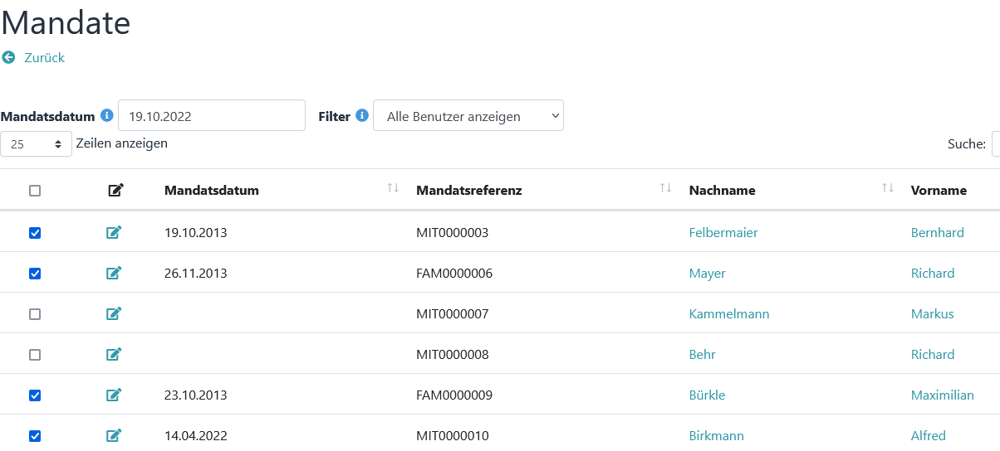 Mandate
Zurück
Mandatsdatum 19.10.2022 Filter Alle Benutzer anzeigen
25 Zeilen anzeigen Suche:
Mandatsdatum Mandatsreferenz Nachname Vorname
19.10.2013 MIT0000003 Felbermaier Bernhard
26.11.2013 FAM0000006 Mayer Richard
MIT0000007 Kammelmann Markus
MIT0000008 Behr Richard
23.10.2013 FAM0000009 Bürkle Maximilian
14.04.2022 MIT0000010 Birkmann Alfred